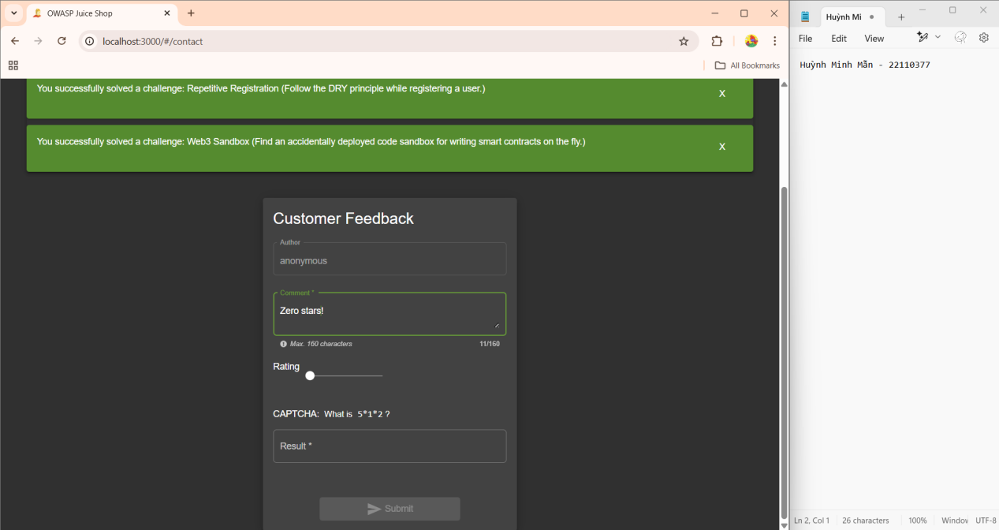 OWASP Juice Shop
localhost:3000/#/contact
All Bookmarks
You successfully solved a challenge: Repetitive Registration (Follow the DRY principle while registering a user.)
X
You successfully solved a challenge: Web3 Sandbox (Find an accidentally deployed code sandbox for writing smart contracts on the fly.)
X
Customer Feedback
Author
anonymous
Comment *
Zero stars!
Max. 160 characters
11/160
Rating
CAPTCHA: What is 5*1*2 ?
Result *
Submit
Huỳnh Mi
File Edit View
Huỳnh Minh Mẫn - 22110377
Ln 2, Col 1 26 characters 100% Window UTF-8